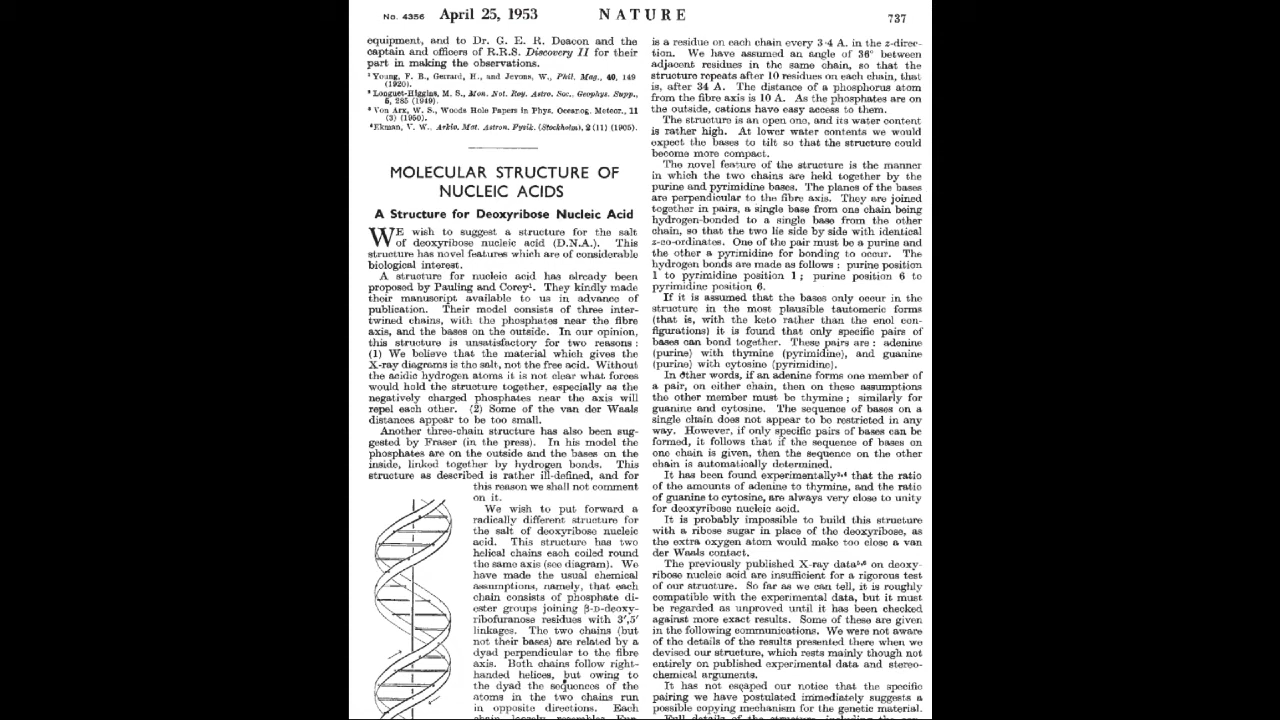 No. 4356 April 25, 1953 NATURE 737
equipment, and to Dr. G. E. R. Deacon and the
captain and officers of R.R.S. Discovery II for their
part in making the observations.
¹ Young, F. B., Gerrard, H., and Jevons, W., Phil. Mag., 40, 149
(1920).
² Longuet-Higgins, M. S., Mon. Not. Roy. Astro. Soc., Geophys. Supp.,
5, 285 (1949).
³ Von Arx, W. S., Woods Hole Papers in Phys. Oceanog. Meteor., 11
(3) (1950).
⁴ Ekman, V. W., Arkiv. Mat. Astron. Fysik. (Stockholm), 2 (11) (1905).
MOLECULAR STRUCTURE OF
NUCLEIC ACIDS
A Structure for Deoxyribose Nucleic Acid
WE wish to suggest a structure for the salt
of deoxyribose nucleic acid (D.N.A.). This
structure has novel features which are of considerable
biological interest.
A structure for nucleic acid has already been
proposed by Pauling and Corey¹. They kindly made
their manuscript available to us in advance of
publication. Their model consists of three inter-
twined chains, with the phosphates near the fibre
axis, and the bases on the outside. In our opinion,
this structure is unsatisfactory for two reasons :
(1) We believe that the material which gives the
X-ray diagrams is the salt, not the free acid. Without
the acidic hydrogen atoms it is not clear what forces
would hold the structure together, especially as the
negatively charged phosphates near the axis will
repel each other. (2) Some of the van der Waals
distances appear to be too small.
Another three-chain structure has also been sug-
gested by Fraser (in the press). In his model the
phosphates are on the outside and the bases on the
inside, linked together by hydrogen bonds. This
structure as described is rather ill-defined, and for
this reason we shall not comment
on it.
We wish to put forward a
radically different structure for
the salt of deoxyribose nucleic
acid. This structure has two
helical chains each coiled round
the same axis (see diagram). We
have made the usual chemical
assumptions, namely, that each
chain consists of phosphate di-
ester groups joining β-D-deoxy-
ribofuranose residues with 3′,5′
linkages. The two chains (but
not their bases) are related by a
dyad perpendicular to the fibre
axis. Both chains follow right-
handed helices, but owing to
the dyad the sequences of the
atoms in the two chains run
in opposite directions. Each
chain loosely resembles Fur-
is a residue on each chain every 3·4 A. in the z-direc-
tion. We have assumed an angle of 36° between
adjacent residues in the same chain, so that the
structure repeats after 10 residues on each chain, that
is, after 34 A. The distance of a phosphorus atom
from the fibre axis is 10 A. As the phosphates are on
the outside, cations have easy access to them.
The structure is an open one, and its water content
is rather high. At lower water contents we would
expect the bases to tilt so that the structure could
become more compact.
The novel feature of the structure is the manner
in which the two chains are held together by the
purine and pyrimidine bases. The planes of the bases
are perpendicular to the fibre axis. They are joined
together in pairs, a single base from one chain being
hydrogen-bonded to a single base from the other
chain, so that the two lie side by side with identical
z-co-ordinates. One of the pair must be a purine and
the other a pyrimidine for bonding to occur. The
hydrogen bonds are made as follows : purine position
1 to pyrimidine position 1 ; purine position 6 to
pyrimidine position 6.
If it is assumed that the bases only occur in the
structure in the most plausible tautomeric forms
(that is, with the keto rather than the enol con-
figurations) it is found that only specific pairs of
bases can bond together. These pairs are : adenine
(purine) with thymine (pyrimidine), and guanine
(purine) with cytosine (pyrimidine).
In other words, if an adenine forms one member of
a pair, on either chain, then on these assumptions
the other member must be thymine ; similarly for
guanine and cytosine. The sequence of bases on a
single chain does not appear to be restricted in any
way. However, if only specific pairs of bases can be
formed, it follows that if the sequence of bases on
one chain is given, then the sequence on the other
chain is automatically determined.
It has been found experimentally³,⁴ that the ratio
of the amounts of adenine to thymine, and the ratio
of guanine to cytosine, are always very close to unity
for deoxyribose nucleic acid.
It is probably impossible to build this structure
with a ribose sugar in place of the deoxyribose, as
the extra oxygen atom would make too close a van
der Waals contact.
The previously published X-ray data⁵,⁶ on deoxy-
ribose nucleic acid are insufficient for a rigorous test
of our structure. So far as we can tell, it is roughly
compatible with the experimental data, but it must
be regarded as unproved until it has been checked
against more exact results. Some of these are given
in the following communications. We were not aware
of the details of the results presented there when we
devised our structure, which rests mainly though not
entirely on published experimental data and stereo-
chemical arguments.
It has not escaped our notice that the specific
pairing we have postulated immediately suggests a
possible copying mechanism for the genetic material.
Full details of the structure, including the con-